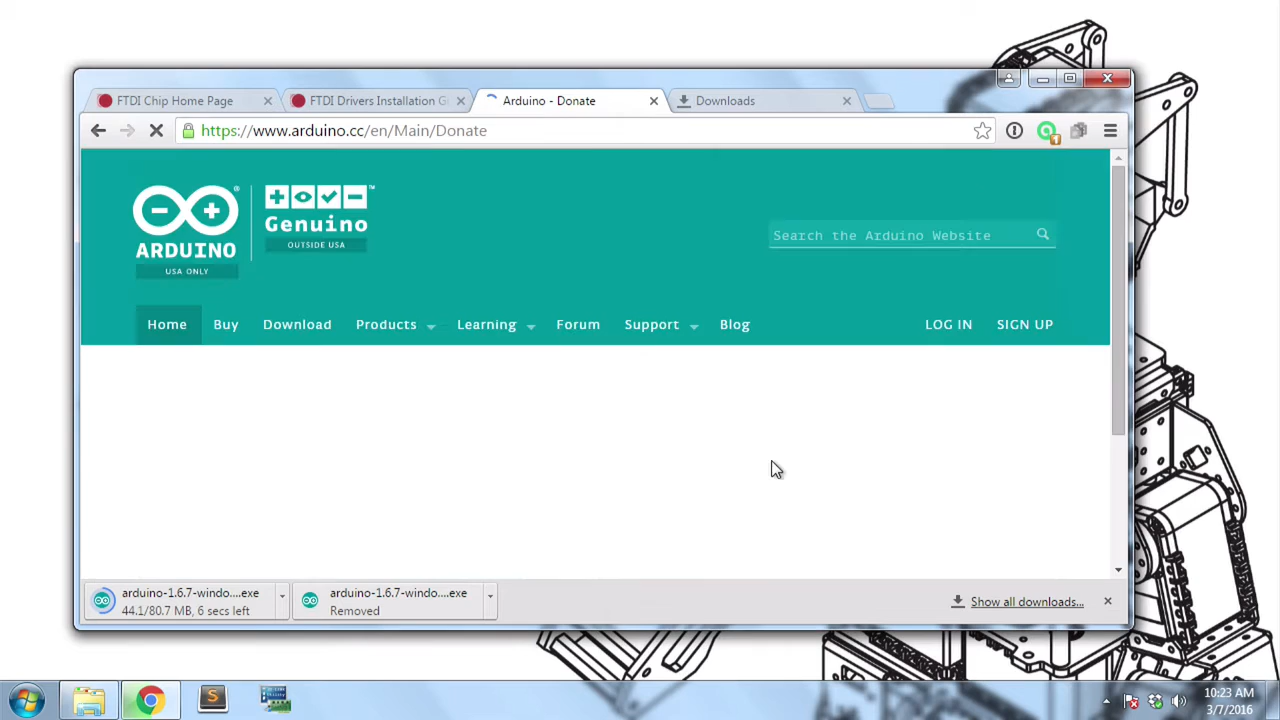 FTDI Chip Home Page
FTDI Drivers Installation G
Arduino - Donate
Downloads
https://www.arduino.cc/en/Main/Donate
1
ARDUINO
USA ONLY
Genuino
OUTSIDE USA
TM
Search the Arduino Website
Home
Buy
Download
Products
Learning
Forum
Support
Blog
LOG IN
SIGN UP
arduino-1.6.7-windo....exe
44.1/80.7 MB, 6 secs left
arduino-1.6.7-windo....exe
Removed
Show all downloads...
S
10:23 AM
3/7/2016